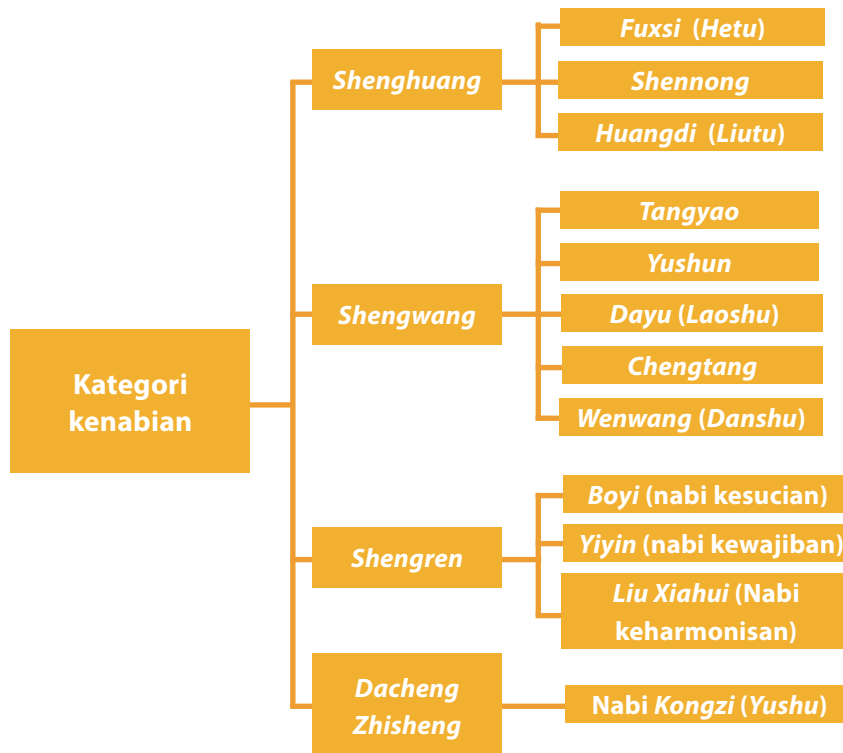 Kategori
kenabian
Shenghuang
Fuxsi (Hetu)
Shennong
Huangdi (Liutu)
Shengwang
Tangyao
Yushun
Dayu (Laoshu)
Chengtang
Wenwang (Danshu)
Shengren
Boyi (nabi kesucian)
Yiyin (nabi kewajiban)
Liu Xiahui (Nabi
keharmonisan)
Dacheng
Zhisheng
Nabi Kongzi (Yushu)